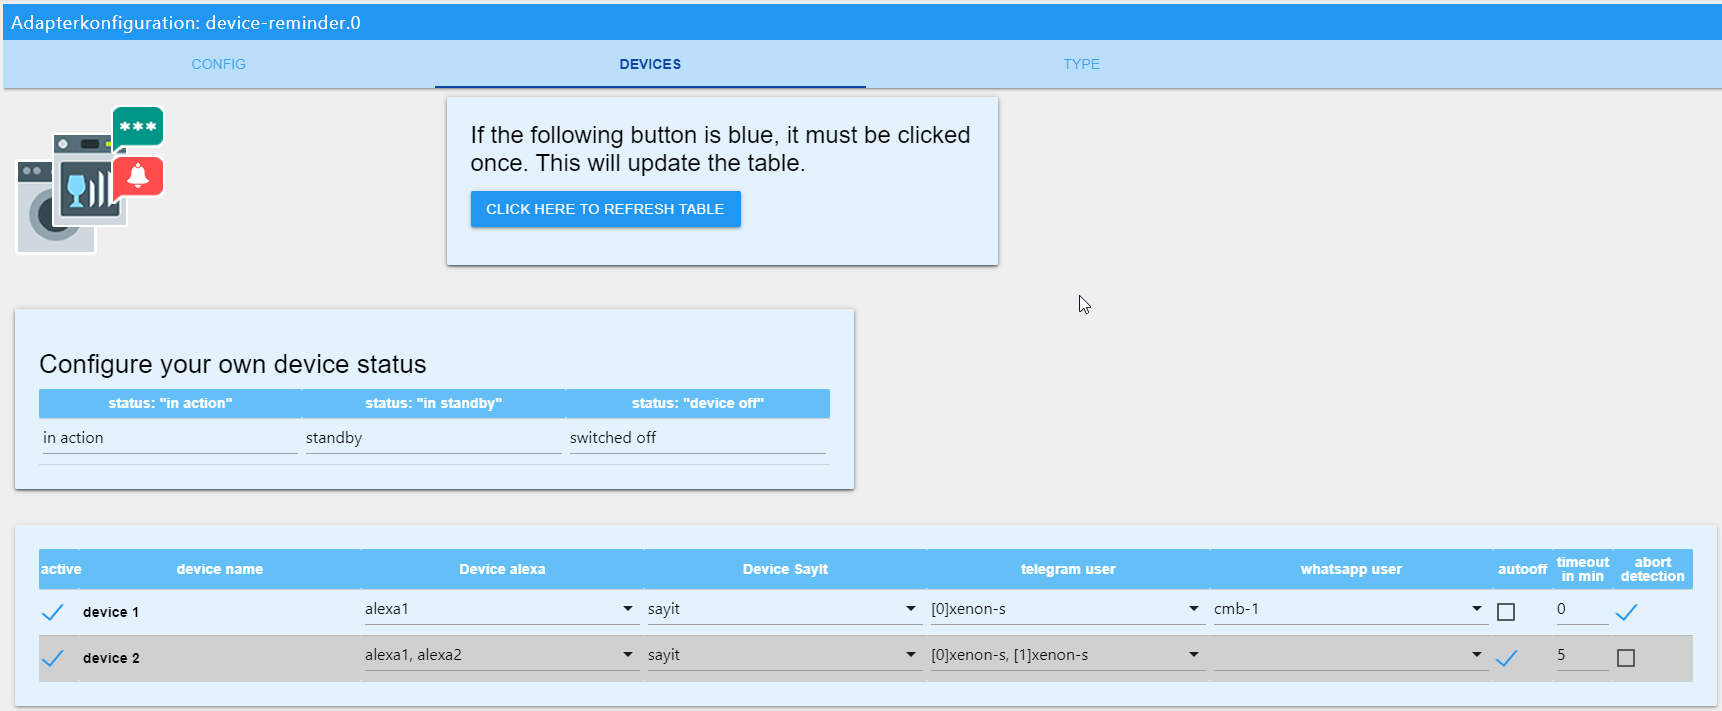 Adapterkonfiguration: device-reminder.0
CONFIG DEVICES TYPE
***
If the following button is blue, it must be clicked
once. This will update the table.
CLICK HERE TO REFRESH TABLE
Configure your own device status
status: "in action" status: "in standby" status: "device off"
in action standby switched off
active device name Device alexa Device SayIt telegram user whatsapp user autooff timeout in min abort detection
device 1 alexa1 sayit [0]xenon-s cmb-1 0
device 2 alexa1, alexa2 sayit [0]xenon-s, [1]xenon-s 5